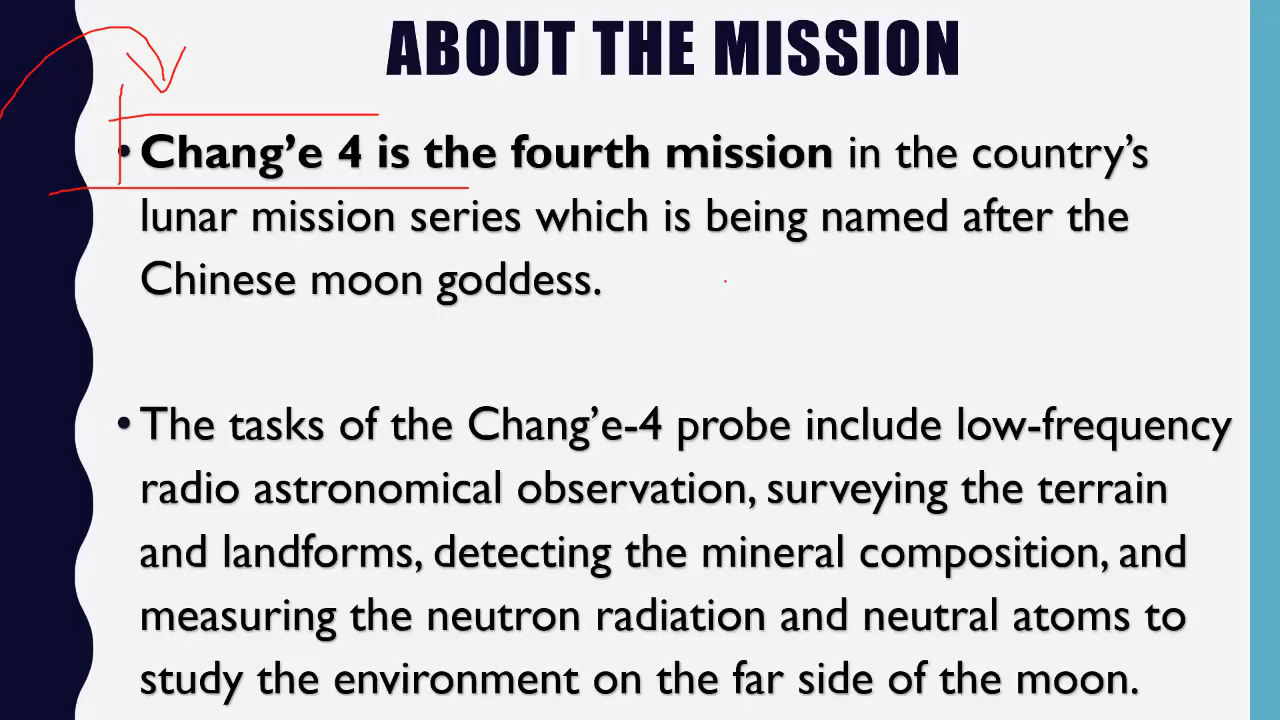 ABOUT THE MISSION
• Chang’e 4 is the fourth mission in the country’s
lunar mission series which is being named after the
Chinese moon goddess.
• The tasks of the Chang’e-4 probe include low-frequency
radio astronomical observation, surveying the terrain
and landforms, detecting the mineral composition, and
measuring the neutron radiation and neutral atoms to
study the environment on the far side of the moon.